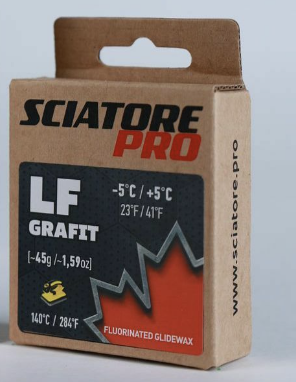 SCIATORE
PRO
LF
GRAFIT
-5°C / +5°C
23°F / 41°F
[~45g /~1,59oz]
140°C / 284°F
FLUORINATED GLIDEWAX
www.sciatore.pro